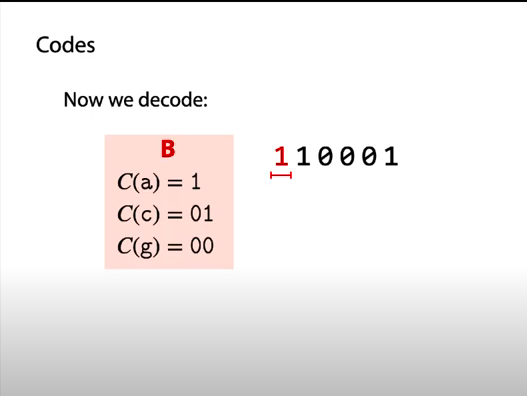 Codes
Now we decode:
B
C(a) = 1
C(c) = 01
C(g) = 00
110001